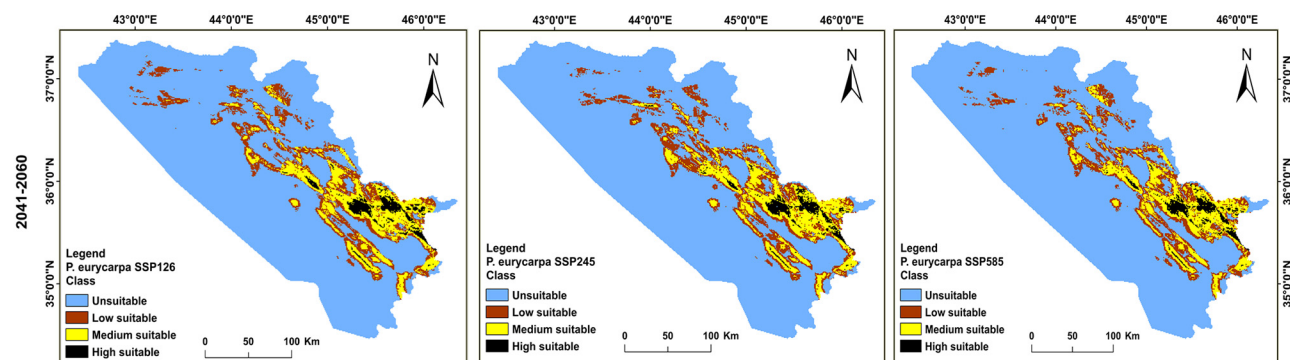 43°0'0"E 44°0'0"E 45°0'0"E 46°0'0"E
43°0'0"E 44°0'0"E 45°0'0"E 46°0'0"E
43°0'0"E 44°0'0"E 45°0'0"E 46°0'0"E
2041-2060
37°0'0"N
36°0'0"N
35°0'0"N
N
Legend
P. eurycarpa SSP126
Class
Unsuitable
Low suitable
Medium suitable
High suitable
0 50 100 Km
N
Legend
P. eurycarpa SSP245
Class
Unsuitable
Low suitable
Medium suitable
High suitable
0 50 100 Km
N
Legend
P. eurycarpa SSP585
Class
Unsuitable
Low suitable
Medium suitable
High suitable
0 50 100 Km
37°0'0"N
36°0'0"N
35°0'0"N